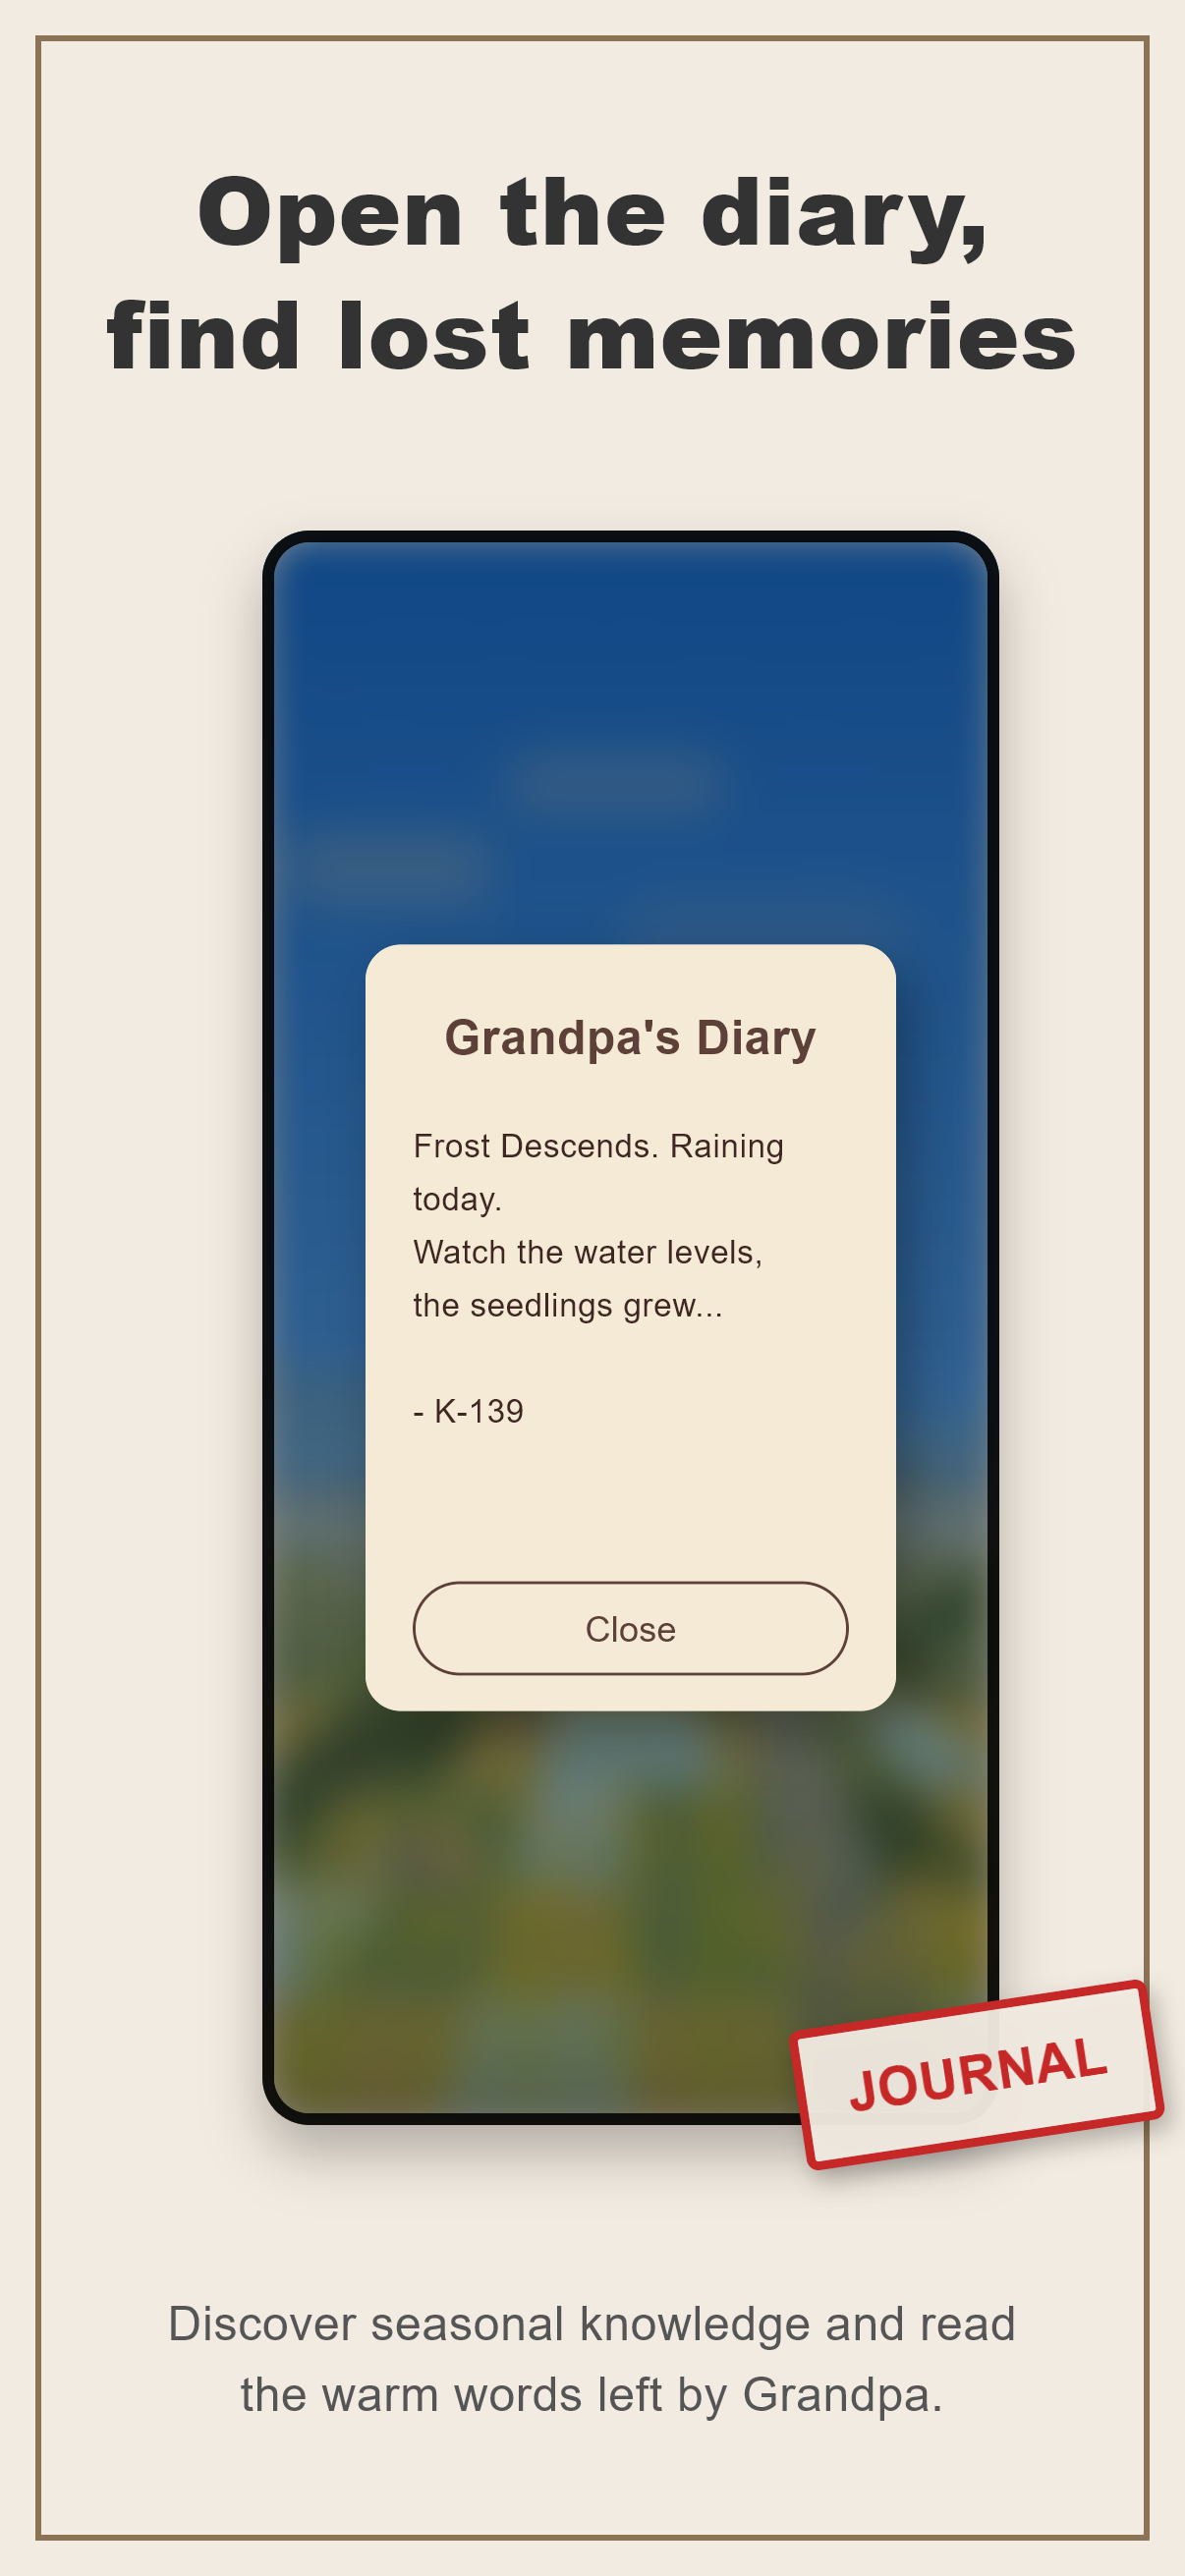 Open the diary,
find lost memories
Grandpa's Diary
Frost Descends. Raining
today.
Watch the water levels,
the seedlings grew...
- K-139
Close
JOURNAL
Discover seasonal knowledge and read
the warm words left by Grandpa.